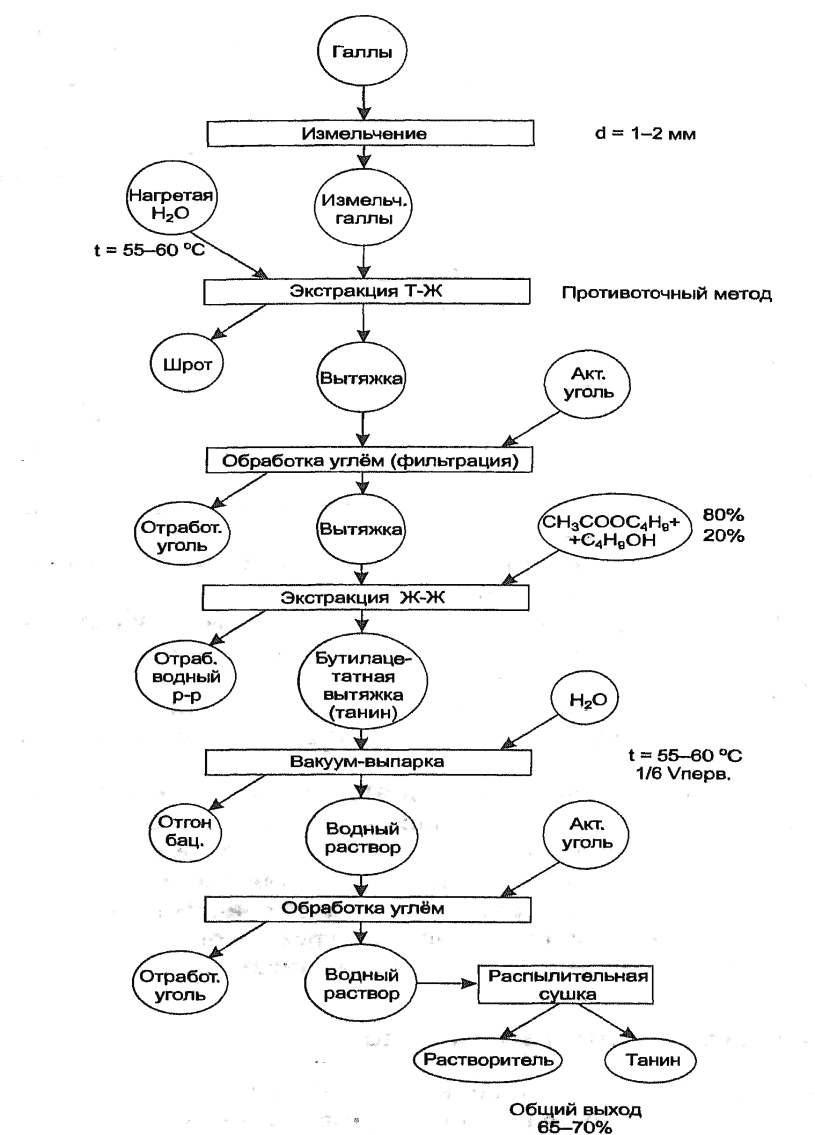 Галлы
Измельчение
d = 1–2 мм
Нагретая
H₂O
t = 55–60 °C
Измельч.
галлы
Экстракция Т-Ж
Противоточный метод
Шрот
Вытяжка
Акт.
уголь
Обработка углём (фильтрация)
Отработ.
уголь
Вытяжка
CH₃COOC₄H₉+
+C₄H₉OH
80%
20%
Экстракция Ж-Ж
Отраб.
водный
р-р
Бутилаце-
татная
вытяжка
(танин)
H₂O
Вакуум-выпарка
t = 55–60 °C
1/6 Vперв.
Отгон
бац.
Водный
раствор
Акт.
уголь
Обработка углём
Отработ.
уголь
Водный
раствор
Распылительная
сушка
Растворитель
Танин
Общий выход
65–70%